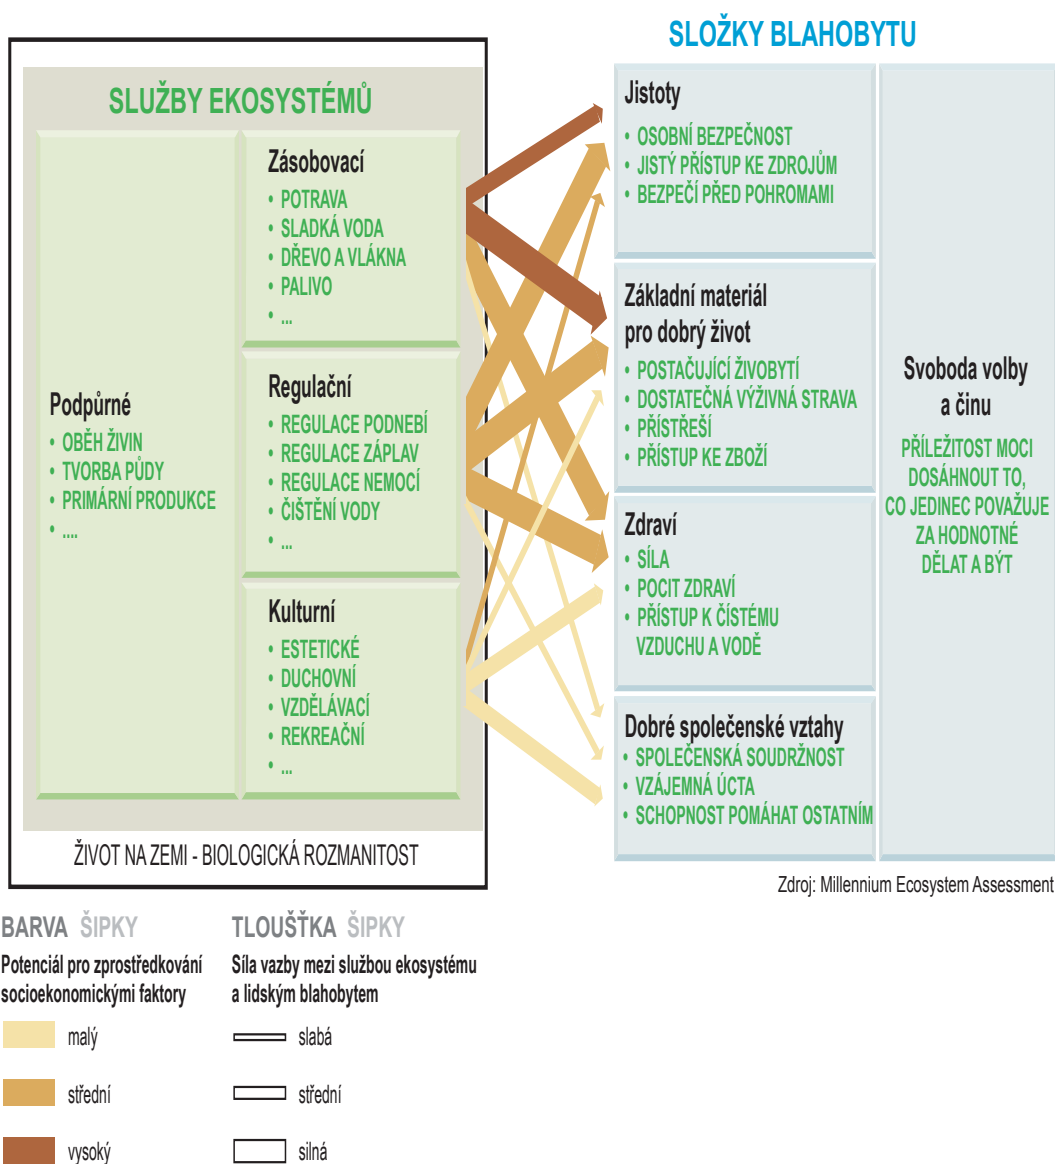 SLOŽKY BLAHOBYTU
SLUŽBY EKOSYSTÉMŮ
Podpůrné
• OBĚH ŽIVIN
• TVORBA PŮDY
• PRIMÁRNÍ PRODUKCE
• ....
Zásobovací
• POTRAVA
• SLADKÁ VODA
• DŘEVO A VLÁKNA
• PALIVO
• ...
Regulační
• REGULACE PODNEBÍ
• REGULACE ZÁPLAV
• REGULACE NEMOCÍ
• ČIŠTĚNÍ VODY
• ...
Kulturní
• ESTETICKÉ
• DUCHOVNÍ
• VZDĚLÁVACÍ
• REKREAČNÍ
• ...
ŽIVOT NA ZEMI - BIOLOGICKÁ ROZMANITOST
Jistoty
• OSOBNÍ BEZPEČNOST
• JISTÝ PŘÍSTUP KE ZDROJŮM
• BEZPEČÍ PŘED POHROMAMI
Základní materiál
pro dobrý život
• POSTAČUJÍCÍ ŽIVOBYTÍ
• DOSTATEČNÁ VÝŽIVNÁ STRAVA
• PŘÍSTŘEŠÍ
• PŘÍSTUP KE ZBOŽÍ
Zdraví
• SÍLA
• POCIT ZDRAVÍ
• PŘÍSTUP K ČÍSTÉMU
VZDUCHU A VODĚ
Dobré společenské vztahy
• SPOLEČENSKÁ SOUDRŽNOST
• VZÁJEMNÁ ÚCTA
• SCHOPNOST POMÁHAT OSTATNÍM
Svoboda volby
a činu
PŘÍLEŽITOST MOCI
DOSÁHNOUT TO,
CO JEDINEC POVAŽUJE
ZA HODNOTNÉ
DĚLAT A BÝT
Zdroj: Millennium Ecosystem Assessment
BARVA ŠIPKY
Potenciál pro zprostředkování
socioekonomickými faktory
malý
střední
vysoký
TLOUŠŤKA ŠIPKY
Síla vazby mezi službou ekosystému
a lidským blahobytem
slabá
střední
silná